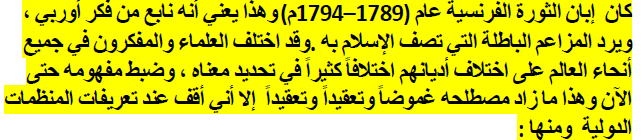 كان إبان الثورة الفرنسية عام (1789–1794م) وهذا يعني أنه نابع من فكر أوربي ،
ويرد المزاعم الباطلة التي تصف الإسلام به .وقد اختلف العلماء والمفكرون في جميع
أنحاء العالم على اختلاف أديانهم اختلافاً كثيراً في تحديد معناه ، وضبط مفهومه حتى
الآن وهذا ما زاد مصطلحه غموضاً وتعقيداً وتعقيداً إلا أني أقف عند تعريفات المنظمات
الدولية ومنها :